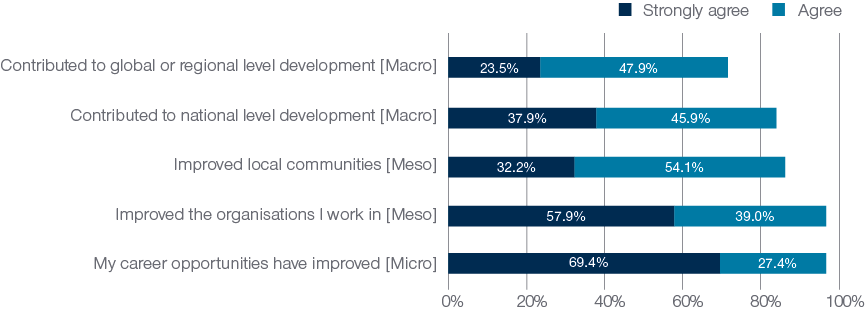 Strongly agree Agree
Contributed to global or regional level development [Macro] 23.5% 47.9%
Contributed to national level development [Macro] 37.9% 45.9%
Improved local communities [Meso] 32.2% 54.1%
Improved the organisations I work in [Meso] 57.9% 39.0%
My career opportunities have improved [Micro] 69.4% 27.4%
0% 20% 40% 60% 80% 100%